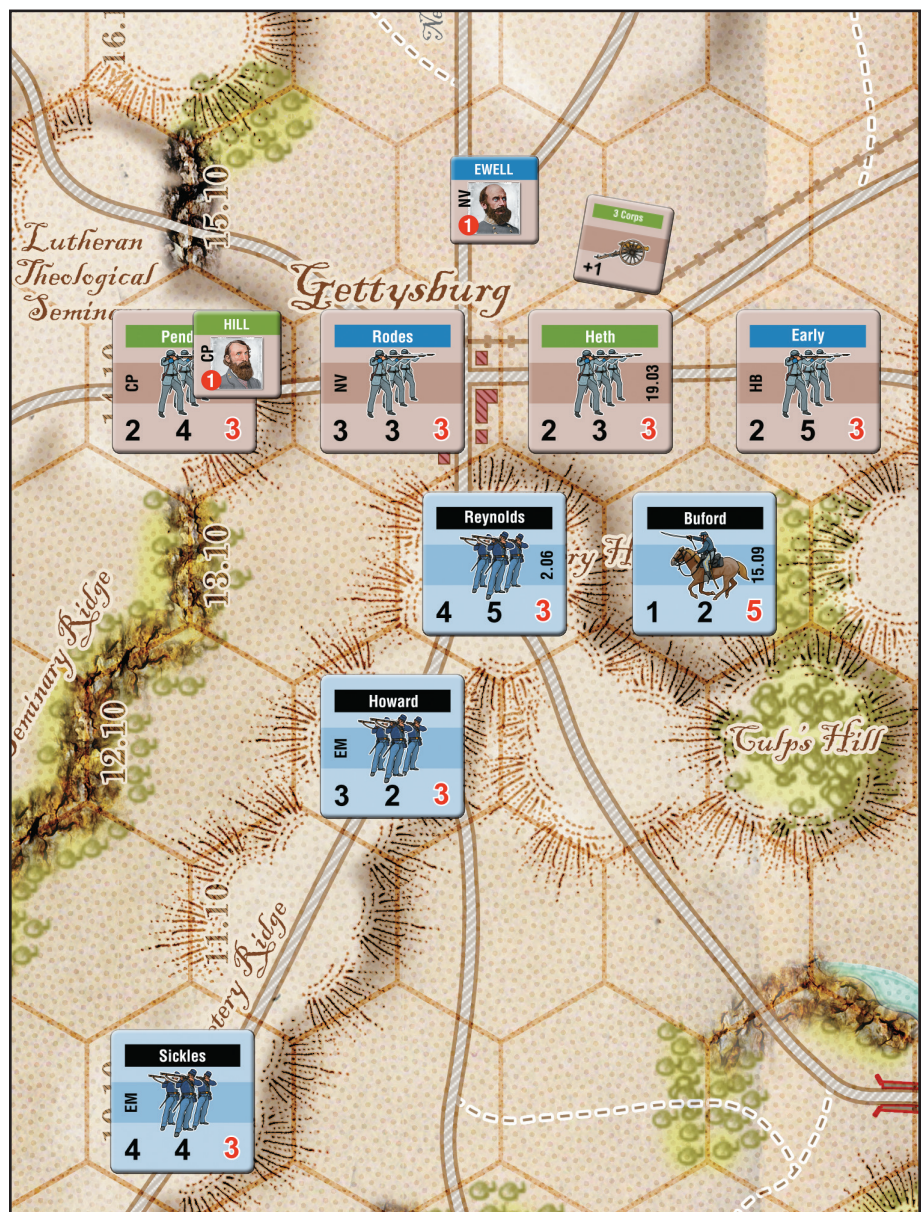 16.1
Ne
EWELL
NV
1
3 Corps
+1
15.10
Lutheran
Theological
Semin
Gettysburg
Pend
CP
2 4 3
HILL
CP
1
Rodes
NV
3 3 3
Heth
19.03
2 3 3
Early
HB
2 5 3
Reynolds
2.06
4 5 3
Buford
15.09
1 2 5
13.10
Seminary Ridge
12.10
Howard
EM
3 2 3
Culp's Hill
11.10
etery Ridge
Sickles
EM
4 4 3